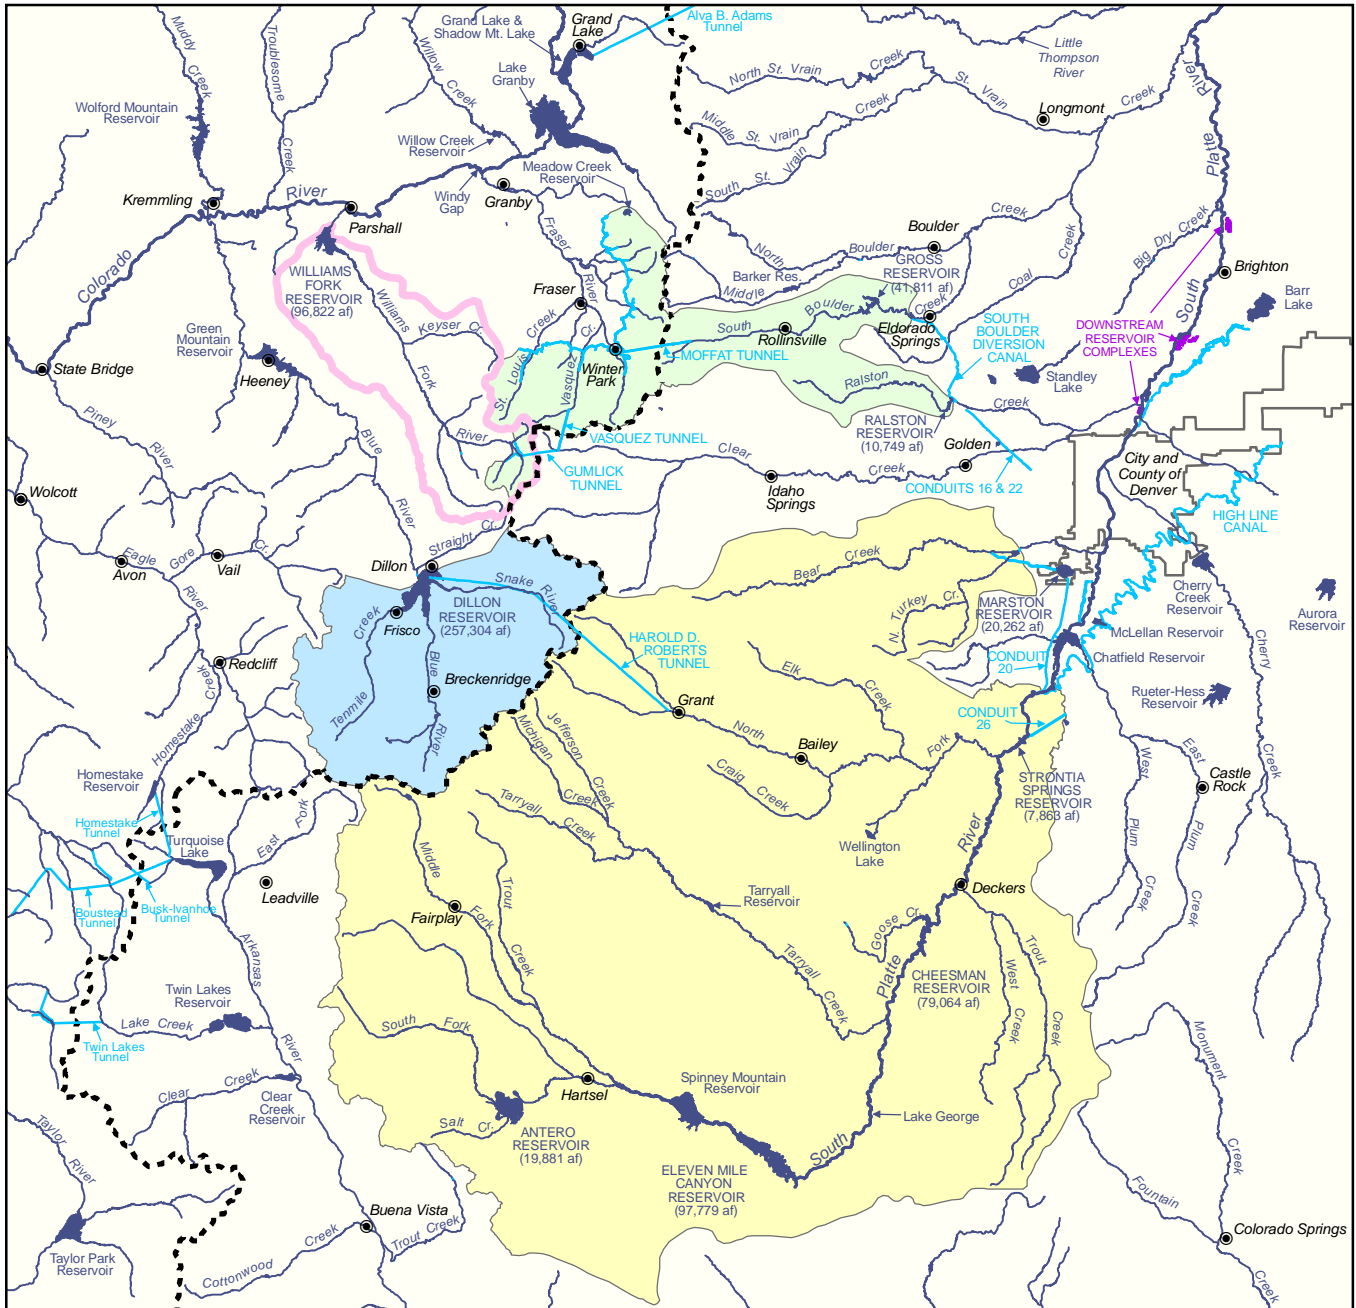 Muddy
Creek
Troublesome
Creek
Willow
Creek
Grand Lake &
Shadow Mt. Lake
Grand
Lake
Alva B. Adams
Tunnel
Lake
Granby
Wolford Mountain
Reservoir
Willow Creek
Reservoir
Meadow Creek
Reservoir
Windy
Gap
Granby
Kremmling
River
Parshall
Colorado
North St. Vrain
Creek
Little
Thompson
River
St.
Vrain
Creek
Longmont
Middle
St. Vrain
Creek
South St. Vrain
River
Platte
South
Big Dry Creek
Brighton
Barr
Lake
Boulder
North
Boulder
Creek
Barker Res.
Middle
GROSS
RESERVOIR
(41,811 af)
Boulder
Creek
South
Rollinsville
Eldorado
Springs
Coal
Creek
SOUTH
BOULDER
DIVERSION
CANAL
DOWNSTREAM
RESERVOIR
COMPLEXES
Standley
Lake
Fraser
River
Fraser
WILLIAMS
FORK
RESERVOIR
(96,822 af)
Williams
Fork
Keyser Cr.
St. Louis
Creek
Vasquez
Cr.
Winter
Park
MOFFAT TUNNEL
Ralston
Creek
RALSTON
RESERVOIR
(10,749 af)
Green
Mountain
Reservoir
Heeney
State Bridge
Piney
River
Blue
River
River
VASQUEZ TUNNEL
GUMLICK
TUNNEL
Clear
Creek
Idaho
Springs
Golden
CONDUITS 16 & 22
City and
County of
Denver
HIGH LINE
CANAL
Wolcott
Eagle
River
Avon
Gore
Cr.
Vail
Straight
Cr.
Dillon
Snake
River
DILLON
RESERVOIR
(257,304 af)
Frisco
Creek
Tenmile
Blue
River
Breckenridge
HAROLD D.
ROBERTS
TUNNEL
Bear
Creek
N. Turkey
Cr.
MARSTON
RESERVOIR
(20,262 af)
Cherry
Creek
Reservoir
Aurora
Reservoir
McLellan Reservoir
Chatfield Reservoir
CONDUIT
20
Cherry
Creek
Rueter-Hess
Reservoir
CONDUIT
26
Redcliff
Homestake
Creek
Homestake
Reservoir
Homestake
Tunnel
Turquoise
Lake
East
Fork
Leadville
Boustead
Tunnel
Busk-Ivanhoe
Tunnel
Elk
Creek
Grant
North
Fork
Bailey
Craig
Creek
Michigan
Creek
Jefferson
Creek
Tarryall
Creek
Wellington
Lake
STRONTIA
SPRINGS
RESERVOIR
(7,863 af)
River
Deckers
West
Plum
Creek
East
Plum
Creek
Castle
Rock
Middle
Fork
Trout
Creek
Fairplay
Tarryall
Reservoir
Tarryall
Creek
Goose Cr.
Platte
CHEESMAN
RESERVOIR
(79,064 af)
West
Creek
Trout
Creek
Arkansas
River
Twin Lakes
Reservoir
Lake Creek
Twin Lakes
Tunnel
South
Fork
Hartsel
Spinney Mountain
Reservoir
Lake George
Monument
Creek
Clear
Creek
Clear
Creek
Reservoir
Salt
Cr.
ANTERO
RESERVOIR
(19,881 af)
South
ELEVEN MILE
CANYON
RESERVOIR
(97,779 af)
Fountain
Creek
Colorado Springs
Taylor
River
Taylor Park
Reservoir
Buena Vista
Trout Creek
Cottonwood
Creek